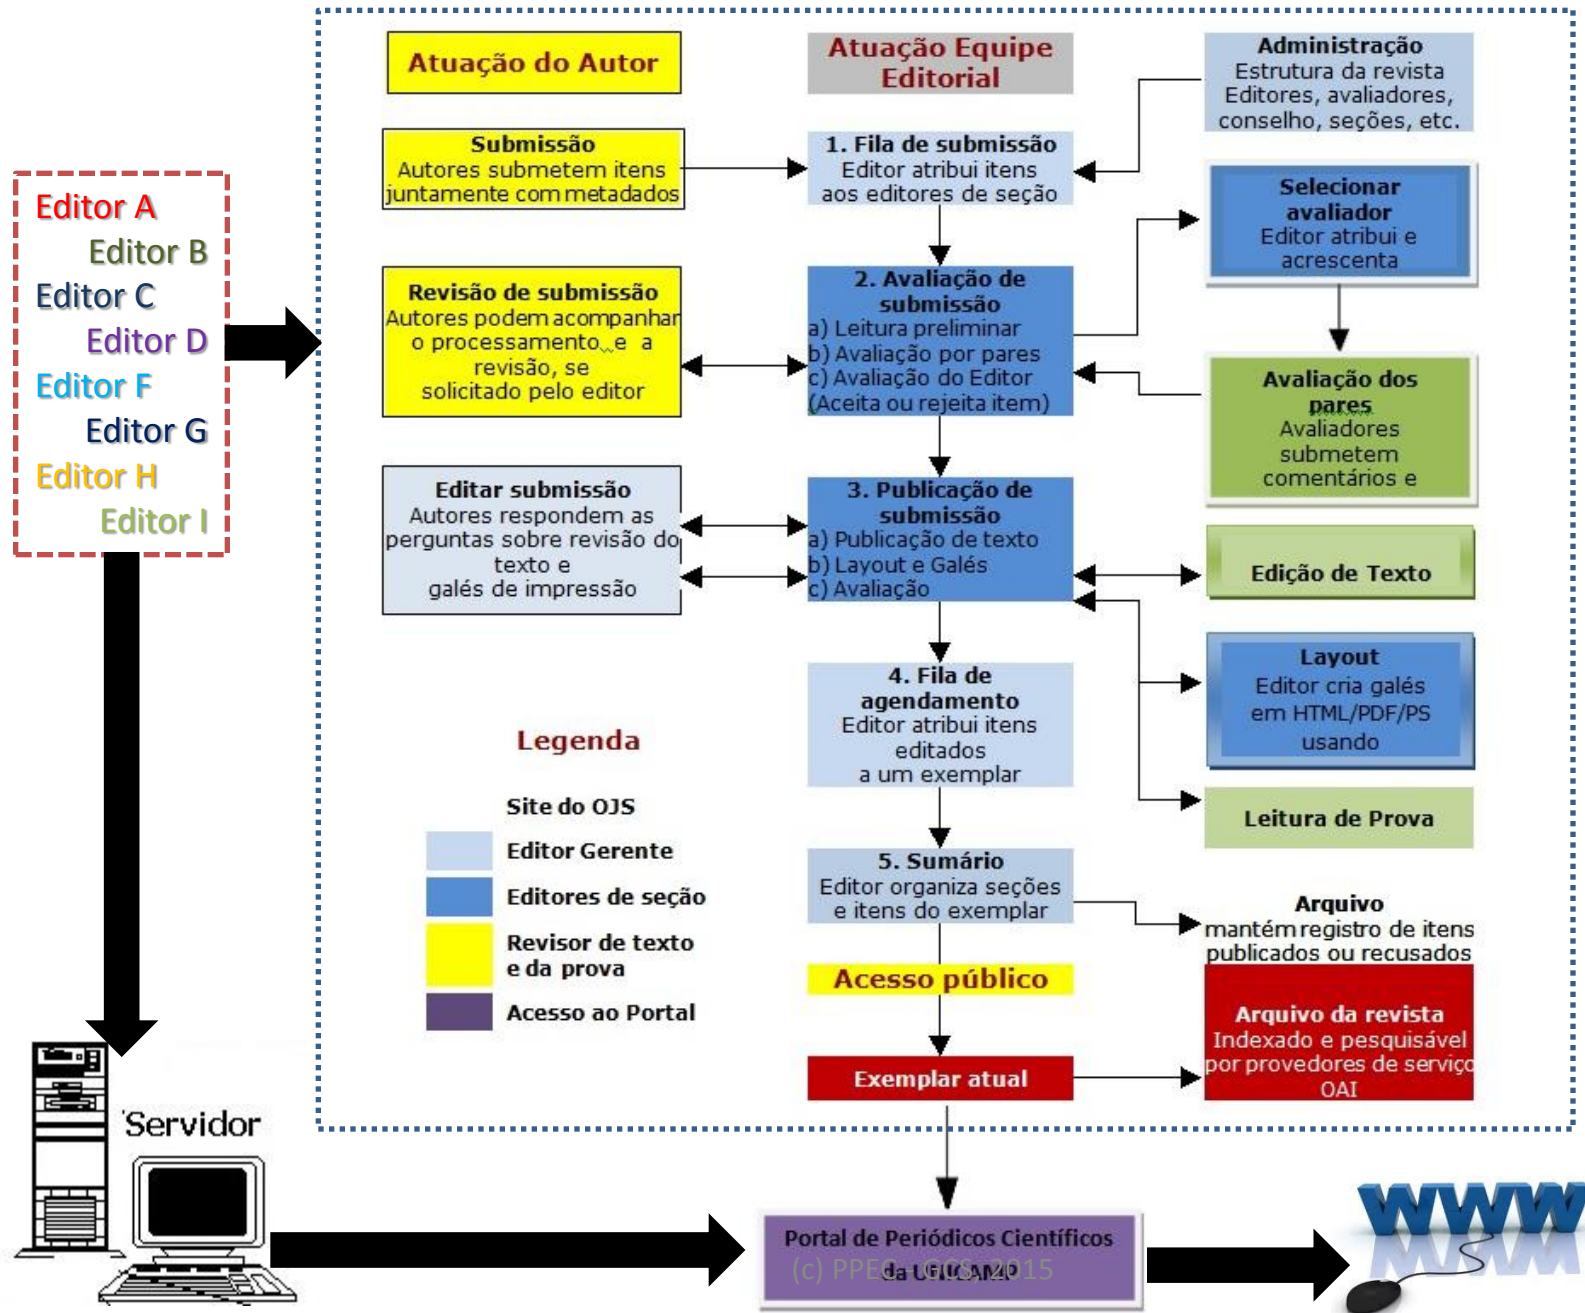 Editor A
Editor B
Editor C
Editor D
Editor F
Editor G
Editor H
Editor I
Servidor
Atuação do Autor
Submissão
Autores submetem itens
juntamente com metadados
Revisão de submissão
Autores podem acompanhar
o processamento e a
revisão, se
solicitado pelo editor
Editar submissão
Autores respondem as
perguntas sobre revisão do
texto e
galés de impressão
Legenda
Site do OJS
Editor Gerente
Editores de seção
Revisor de texto
e da prova
Acesso ao Portal
Atuação Equipe
Editorial
1. Fila de submissão
Editor atribui itens
aos editores de seção
2. Avaliação de
submissão
a) Leitura preliminar
b) Avaliação por pares
c) Avaliação do Editor
(Aceita ou rejeita item)
3. Publicação de
submissão
a) Publicação de texto
b) Layout e Galés
c) Avaliação
4. Fila de
agendamento
Editor atribui itens
editados
a um exemplar
5. Sumário
Editor organiza seções
e itens do exemplar
Acesso público
Exemplar atual
Administração
Estrutura da revista
Editores, avaliadores,
conselho, seções, etc.
Selecionar
avaliador
Editor atribui e
acrescenta
Avaliação dos
pares
Avaliadores
submetem
comentários e
Edição de Texto
Layout
Editor cria galés
em HTML/PDF/PS
usando
Leitura de Prova
Arquivo
mantém registro de itens
publicados ou recusados
Arquivo da revista
Indexado e pesquisável
por provedores de serviço
OAI
Portal de Periódicos Científicos
da UNICAMP
(c) PPEC 2015
WWW